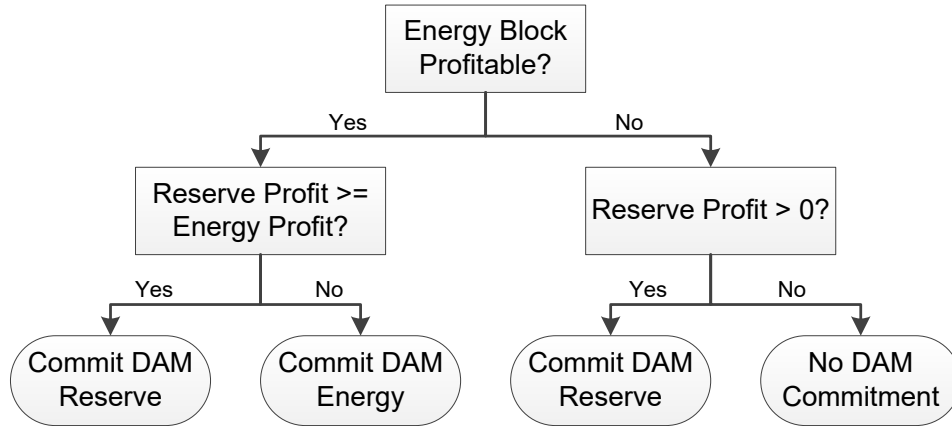 Energy Block
Profitable?
Yes
No
Reserve Profit >=
Energy Profit?
Reserve Profit > 0?
Yes
No
Yes
No
Commit DAM
Reserve
Commit DAM
Energy
Commit DAM
Reserve
No DAM
Commitment